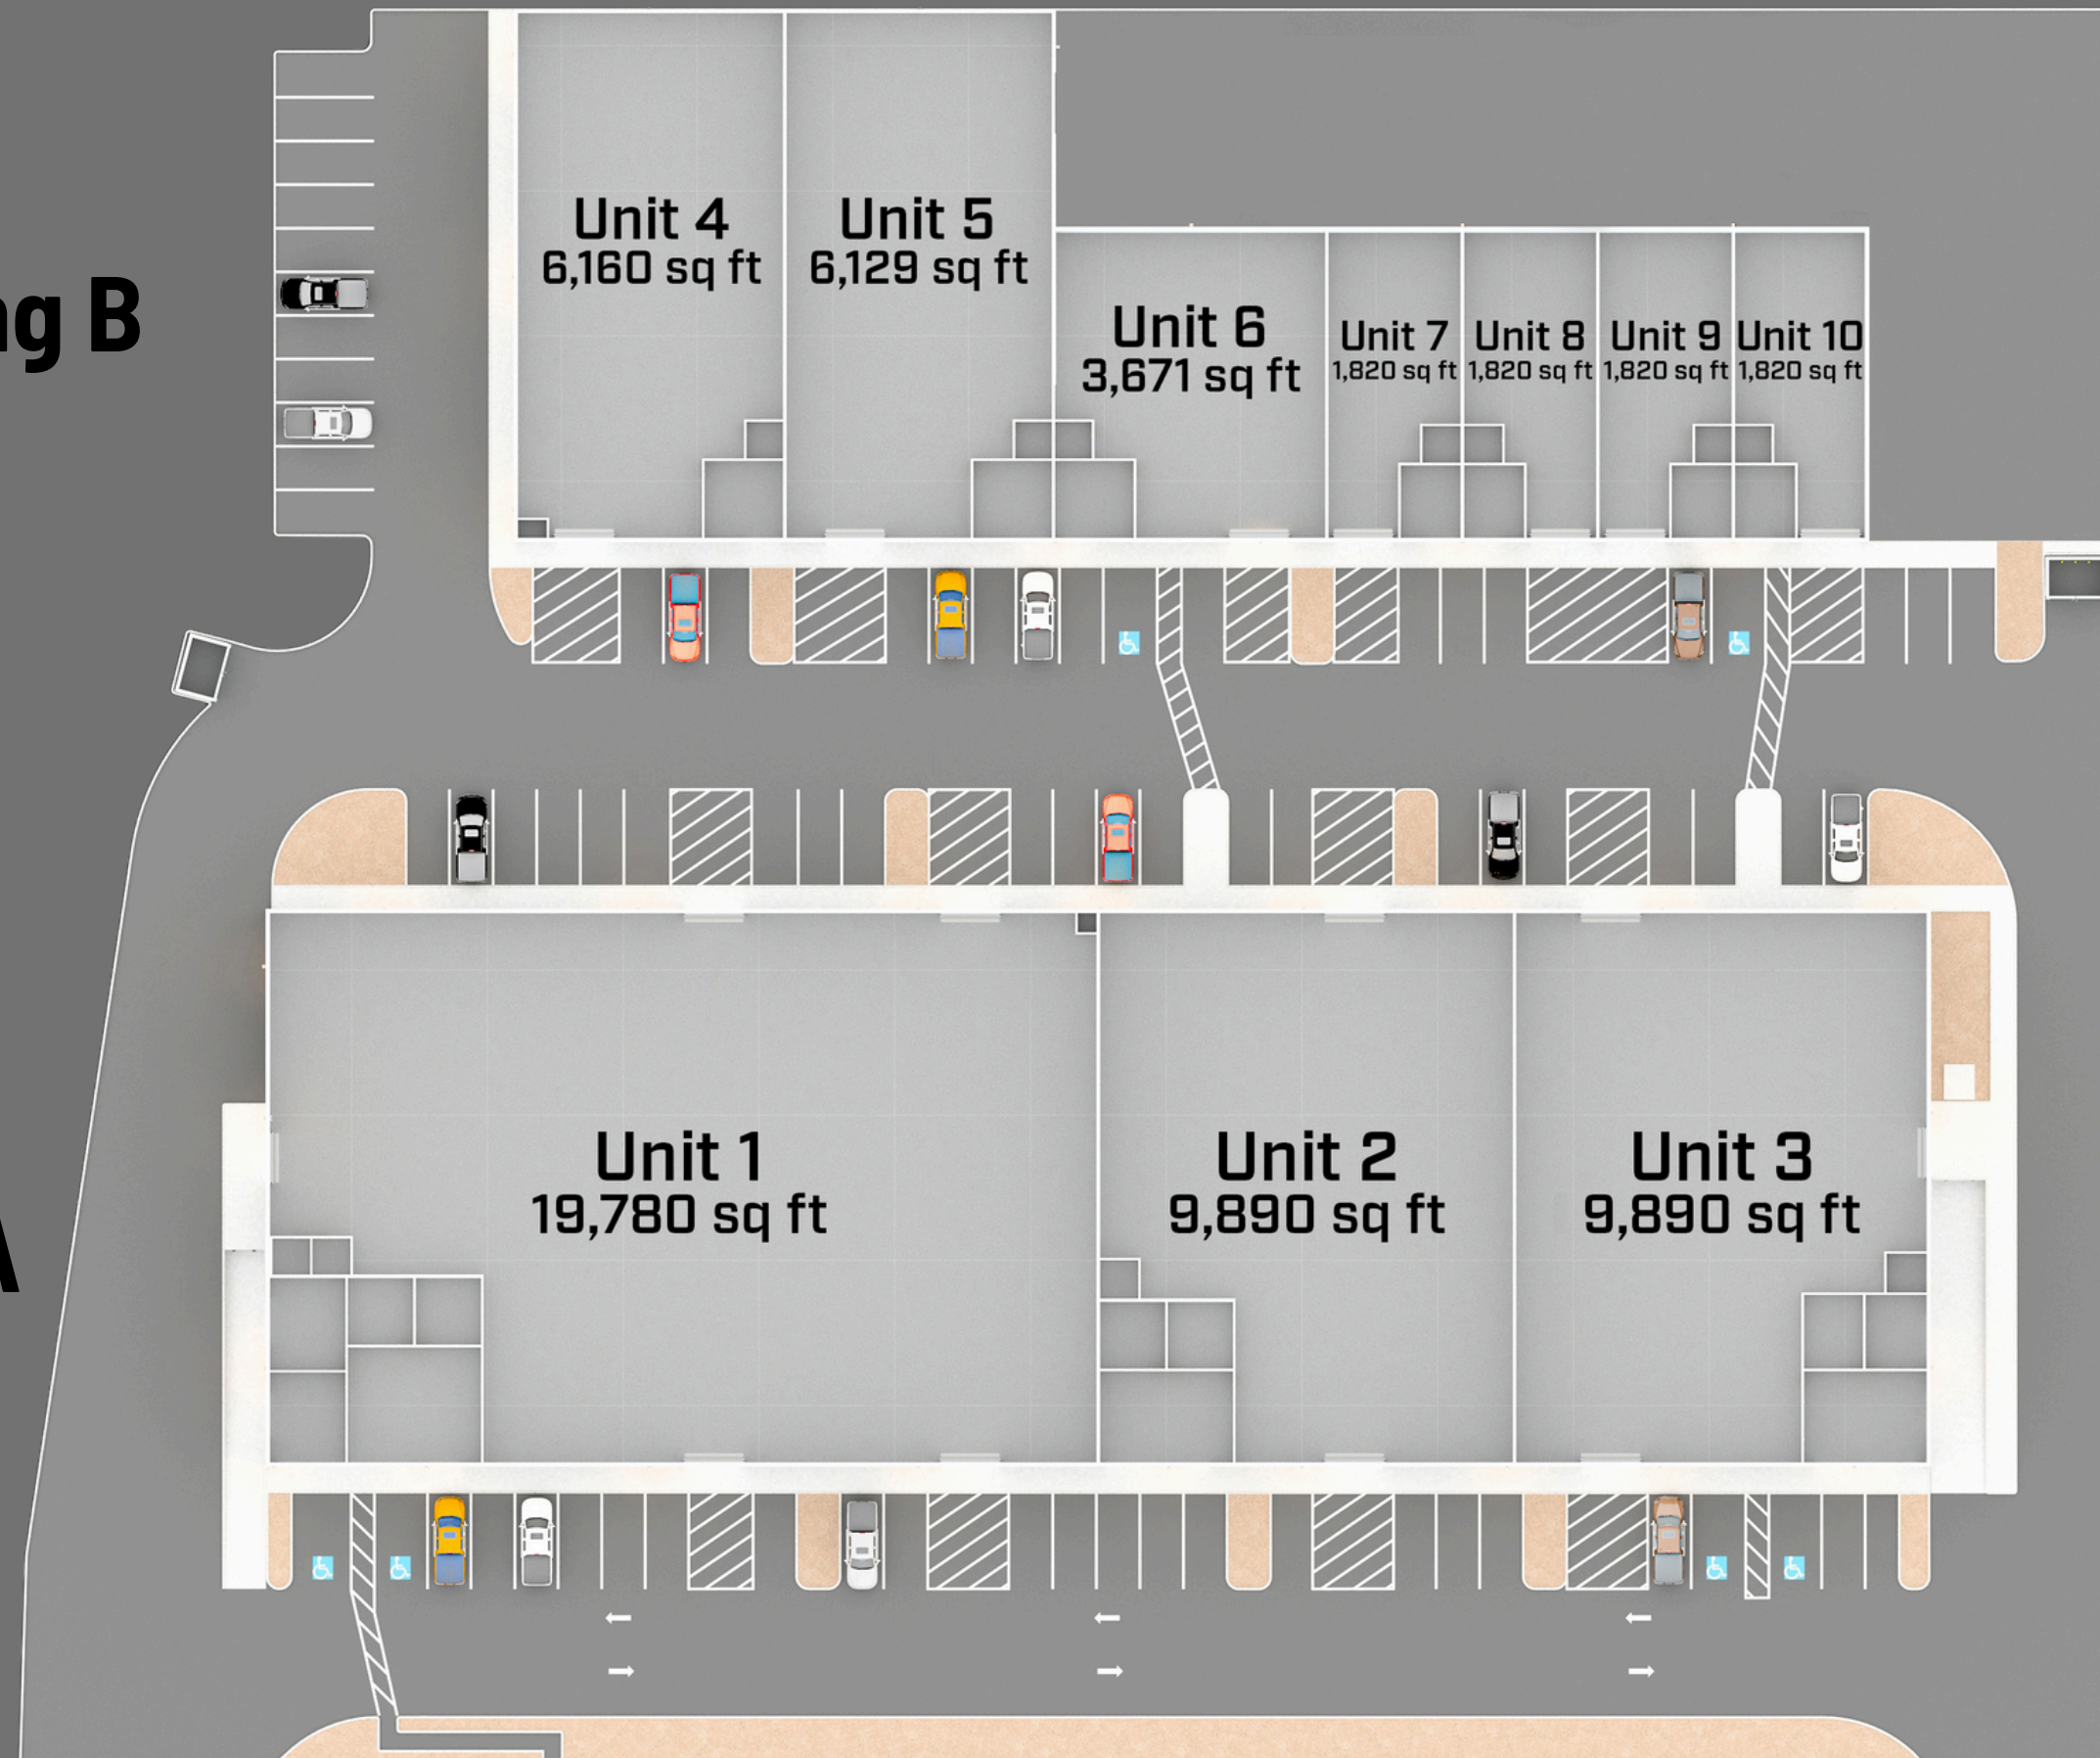 Unit 4
6,160 sq ft
Unit 5
6,129 sq ft
Unit 6
3,671 sq ft
Unit 7
1,820 sq ft
Unit 8
1,820 sq ft
Unit 9
1,820 sq ft
Unit 10
1,820 sq ft
g B
Unit 1
19,780 sq ft
Unit 2
9,890 sq ft
Unit 3
9,890 sq ft
A